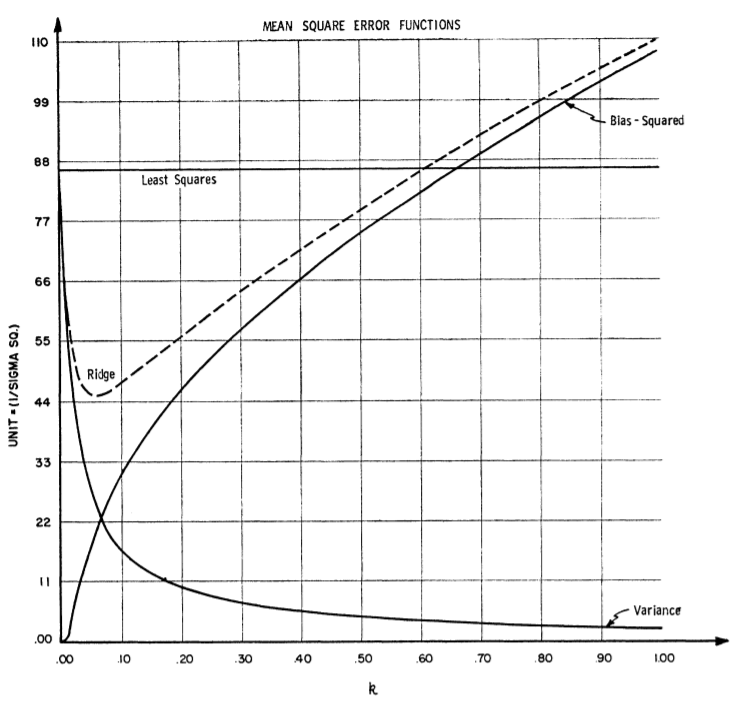 MEAN SQUARE ERROR FUNCTIONS
110
99
Bias - Squared
88
Least Squares
77
66
55
Ridge
44
33
22
11
Variance
.00
UNIT = (1/SIGMA SQ.)
.00 .10 .20 .30 .40 .50 .60 .70 .80 .90 1.00
k